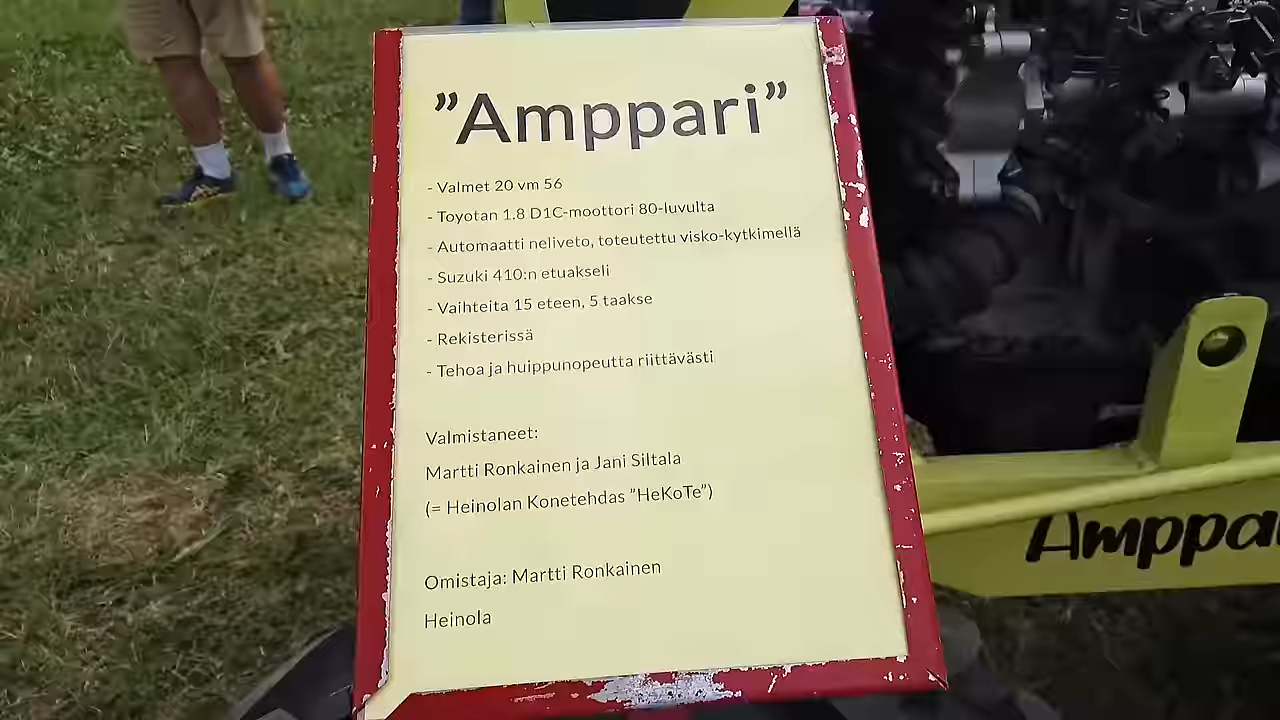 "Amppari"
- Valmet 20 vm 56
- Toyotan 1.8 D1C-moottori 80-luvulta
- Automaatti neliveto, toteutettu visko-kytkimellä
- Suzuki 410:n etuakseli
- Vaihteita 15 eteen, 5 taakse
- Rekisterissä
- Tehoa ja huippunopeutta riittävästi
Valmistaneet:
Martti Ronkainen ja Jani Siltala
(= Heinolan Konetehdas "HeKoTe")
Omistaja: Martti Ronkainen
Heinola
Amppa